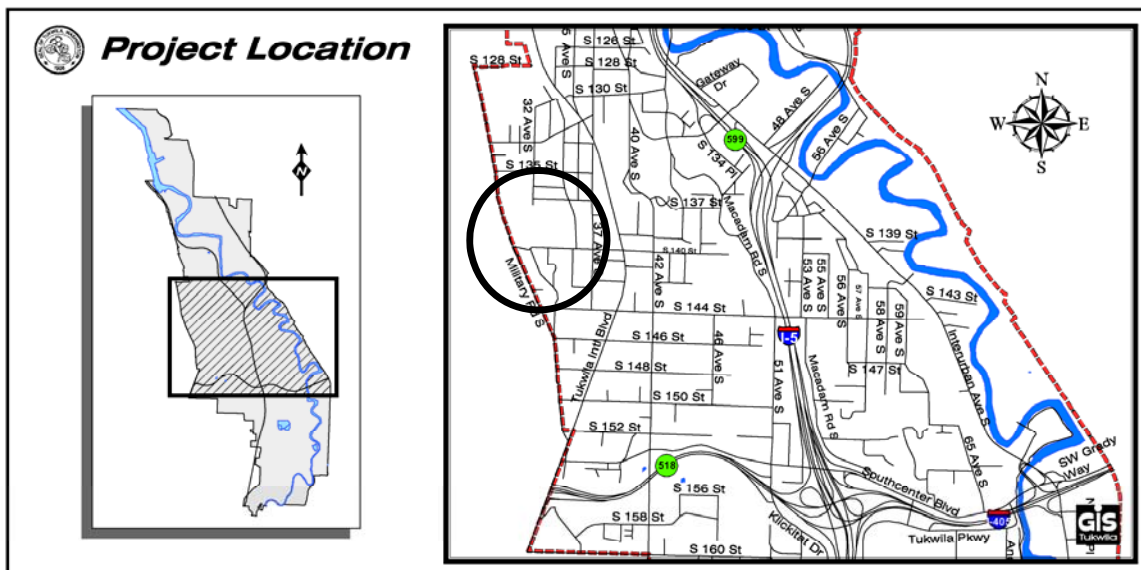 Project Location
N
N
W E
S
S 126 St
S 128 St
S 128 St
5 Ave S
Gateway
Dr
S 130 St
48 Ave S
32 Ave S
40 Ave S
599
56 Ave S
S 134 Pl
S 135 St
S 137 St
Macadam Rd S
37 Ave S
S 139 St
S 140 St
Military Rd S
42 Ave S
53 Ave S
55 Ave S
56 Ave S
57 Ave S
58 Ave S
59 Ave S
S 143 St
S 144 St
Tukwila Intl Blvd
S 146 St
46 Ave S
I-5
Interurban Ave S
S 148 St
51 Ave S
Macadam Rd S
S 147 St
S 150 St
S 152 St
65 Ave S
SW Grady
Way
518
Southcenter Blvd
S 156 St
S 158 St
Klickitat Dr
-405
Tukwila Pkwy
S 160 St
GIS
Tukwila